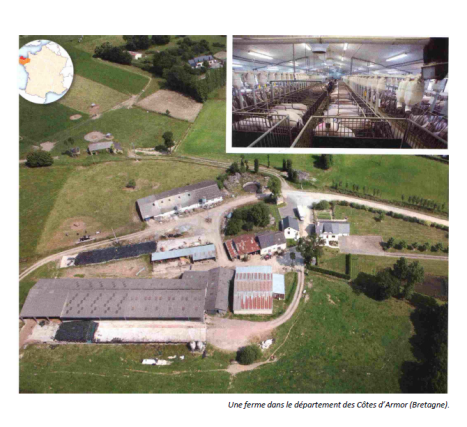 Une ferme dans le département des Côtes d'Armor (Bretagne).